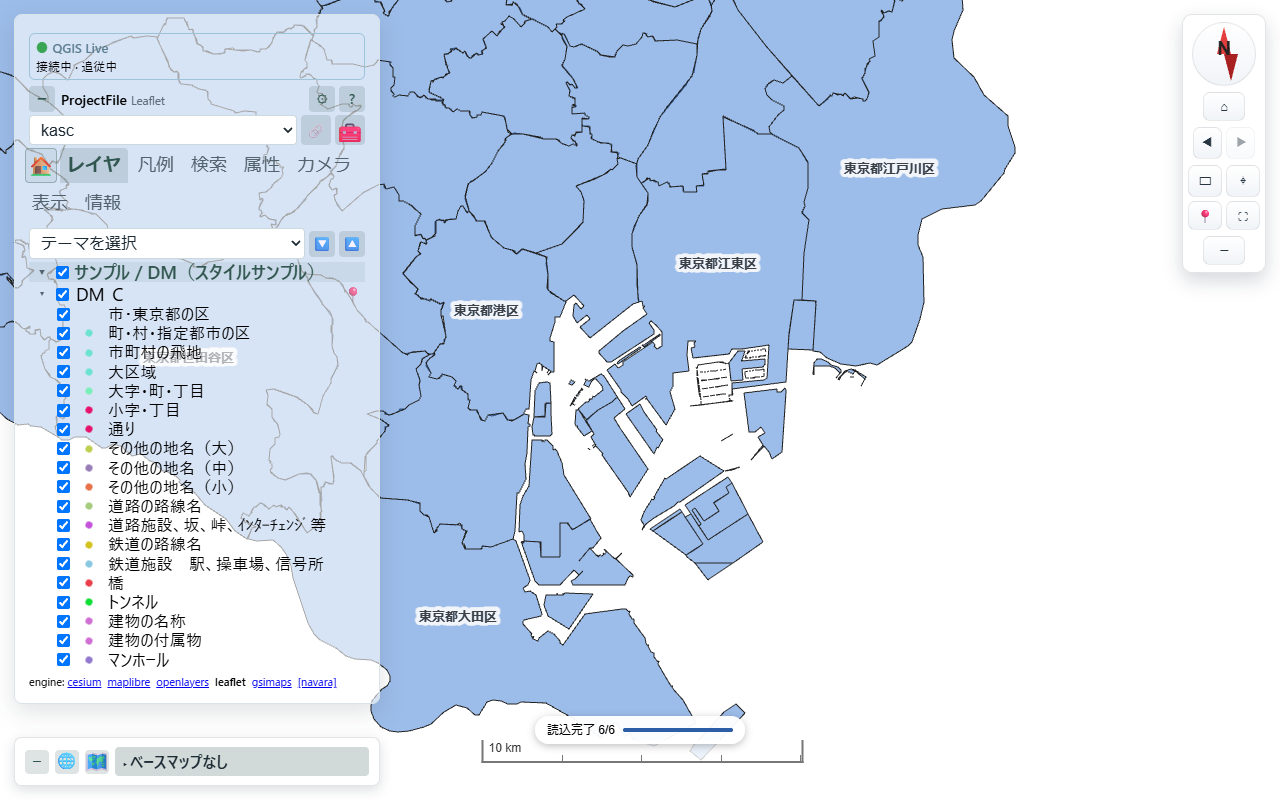 QGIS Live
接続中・追従中
− ProjectFile Leaflet ⚙ ?
kasc
レイヤ 凡例 検索 属性 カメラ
表示 情報
テーマを選択
サンプル / DM（スタイルサンプル）
DM C
市・東京都の区
町・村・指定都市の区
市町村の飛地
大区域
大字・町・丁目
小字・丁目
通り
その他の地名（大）
その他の地名（中）
その他の地名（小）
道路の路線名
道路施設、坂、峠、ｲﾝﾀｰﾁｪﾝｼﾞ等
鉄道の路線名
鉄道施設　駅、操車場、信号所
橋
トンネル
建物の名称
建物の付属物
マンホール
engine: cesium maplibre openlayers leaflet gsimaps [navara]
− ベースマップなし
東京都江戸川区
東京都江東区
東京都港区
東京都世田谷区
東京都大田区
読込完了 6/6
10 km
N
−